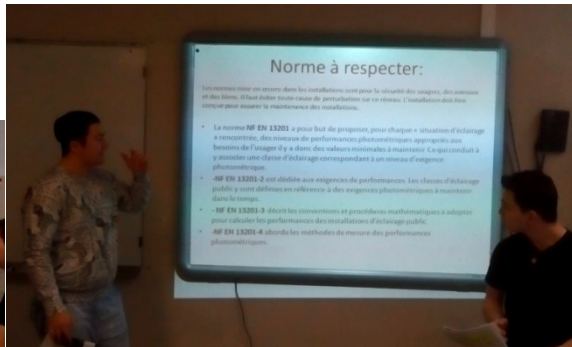 Norme à respecter:
Les normes mise en œuvre dans les installations sont pour la sécurité des usagers, des
et des biens. Il faut éviter toute cause de perturbation sur ce réseau. L'installation doit être
conçue pour assurer la maintenance des installations.
• La norme NF EN 13201 a pour but de proposer, pour chaque « situation d'éclairage
» rencontrée, des niveaux de performances photométriques appropriés aux
besoins de l'usager il y a donc des valeurs minimales à maintenir. Ce qui conduit à
y associer une classe d'éclairage correspondant à un niveau d'exigence
photométrique.
• -NF EN 13201-2 est dédiée aux exigences de performances. Les classes d'éclairage
public y sont définies en référence à des exigences photométriques à maintenir
dans le temps.
• - NF EN 13201-3 décrit les conventions et procédures mathématiques à adopter
pour calculer les performances des installations d'éclairage public.
• -NF EN 13201-4 aborde les méthodes de mesure des performances
photométriques.